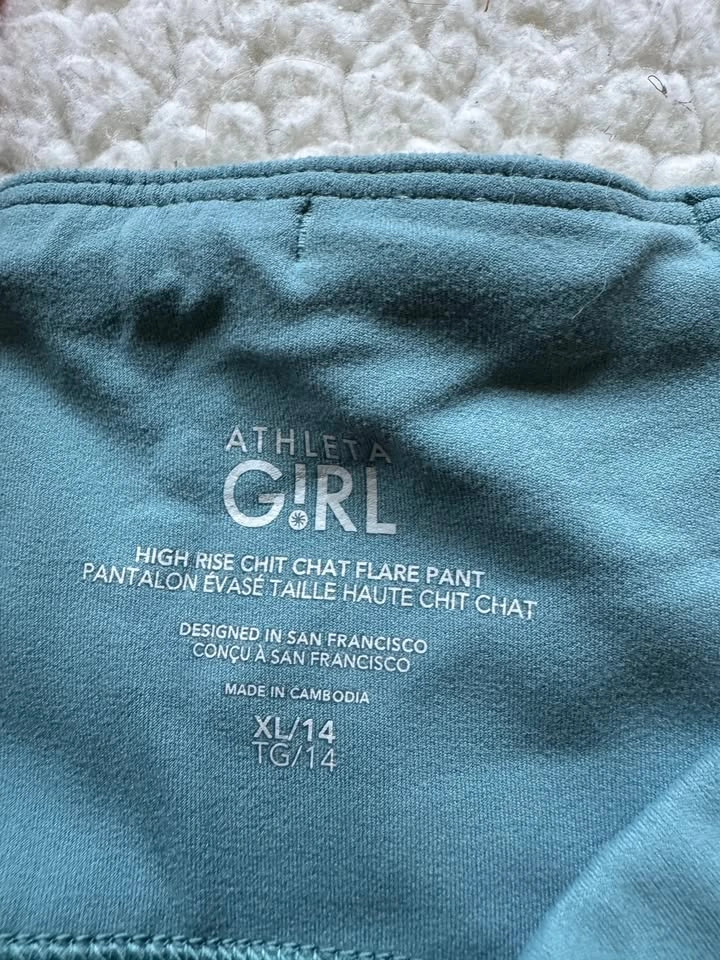 ATHLETA
G!RL
HIGH RISE CHIT CHAT FLARE PANT
PANTALON ÉVASÉ TAILLE HAUTE CHIT CHAT
DESIGNED IN SAN FRANCISCO
CONÇU À SAN FRANCISCO
MADE IN CAMBODIA
XL/14
TG/14